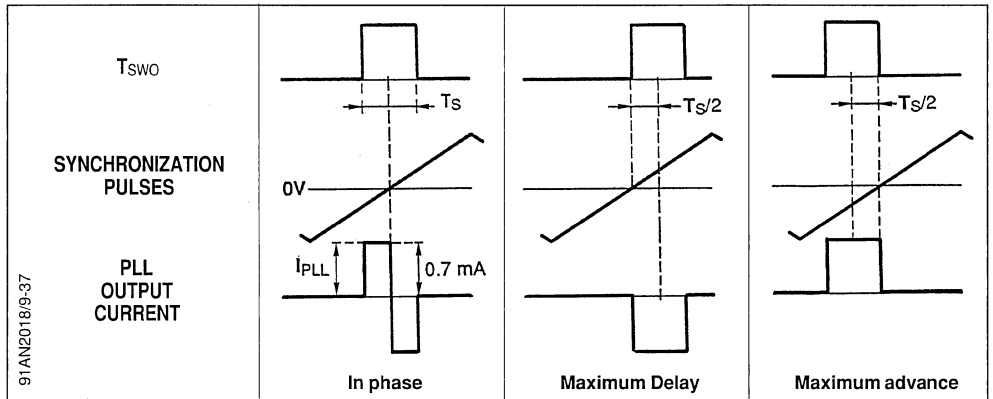 TSWO
TS
TS/2
TS/2
SYNCHRONIZATION
PULSES
0V
PLL
OUTPUT
CURRENT
IPLL
0.7 mA
91AN2018/9-37
In phase
Maximum Delay
Maximum advance